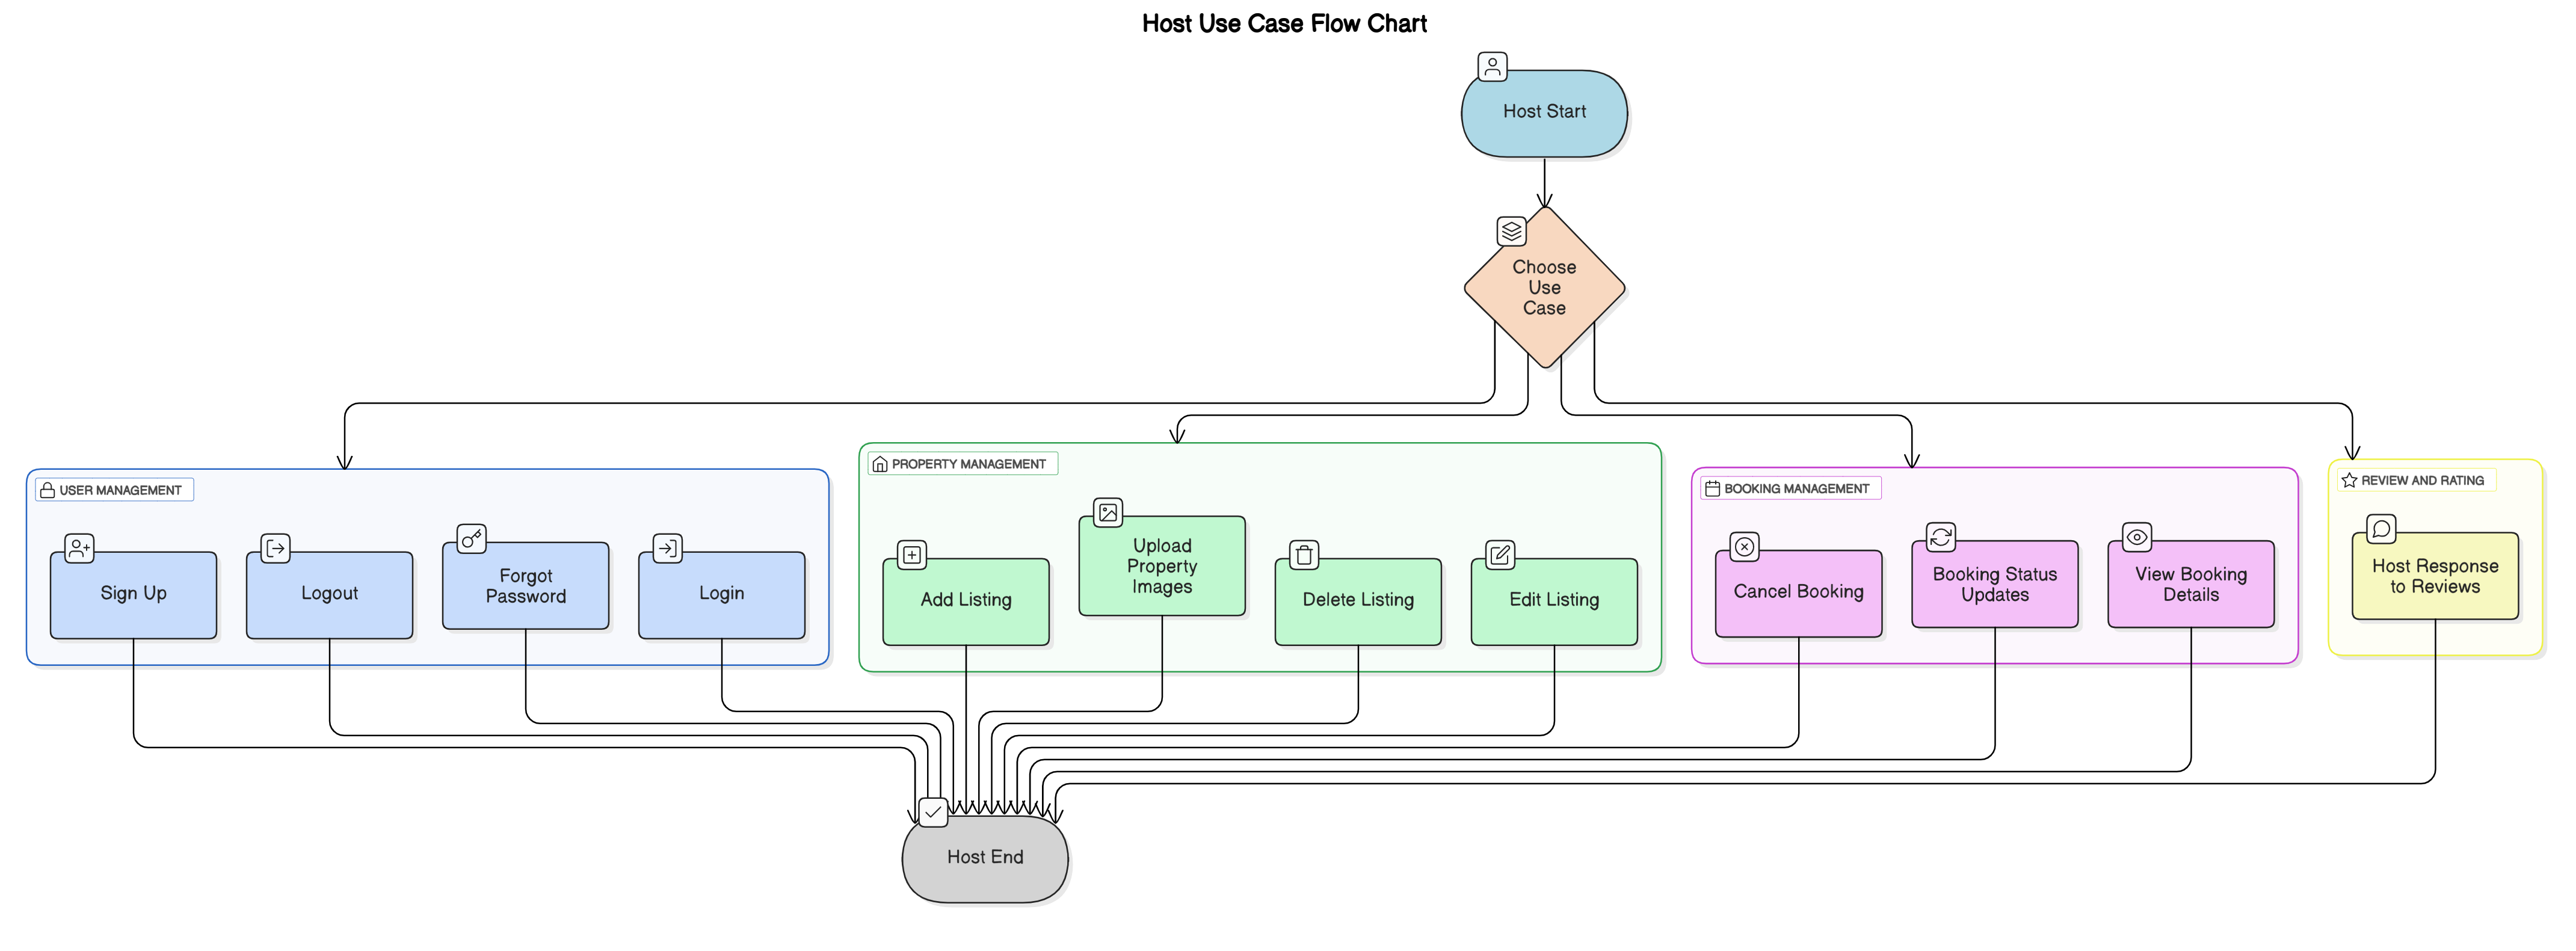 Host Use Case Flow Chart
Host Start
Choose
Use
Case
USER MANAGEMENT
Sign Up
Logout
Forgot
Password
Login
PROPERTY MANAGEMENT
Add Listing
Upload
Property
Images
Delete Listing
Edit Listing
BOOKING MANAGEMENT
Cancel Booking
Booking Status
Updates
View Booking
Details
REVIEW AND RATING
Host Response
to Reviews
Host End